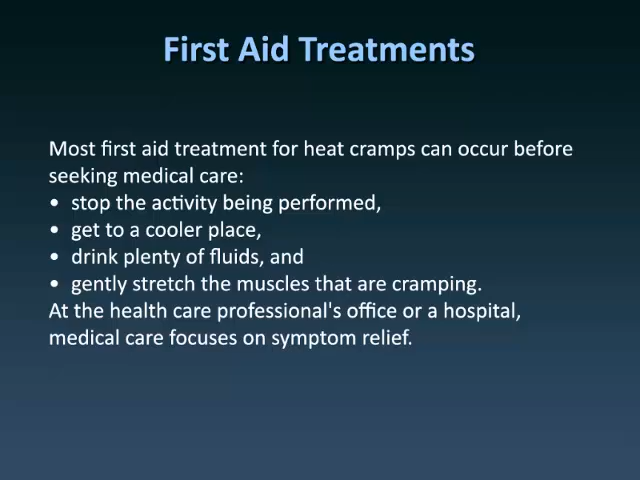 First Aid Treatments
Most first aid treatment for heat cramps can occur before
seeking medical care:
• stop the activity being performed,
• get to a cooler place,
• drink plenty of fluids, and
• gently stretch the muscles that are cramping.
At the health care professional's office or a hospital,
medical care focuses on symptom relief.